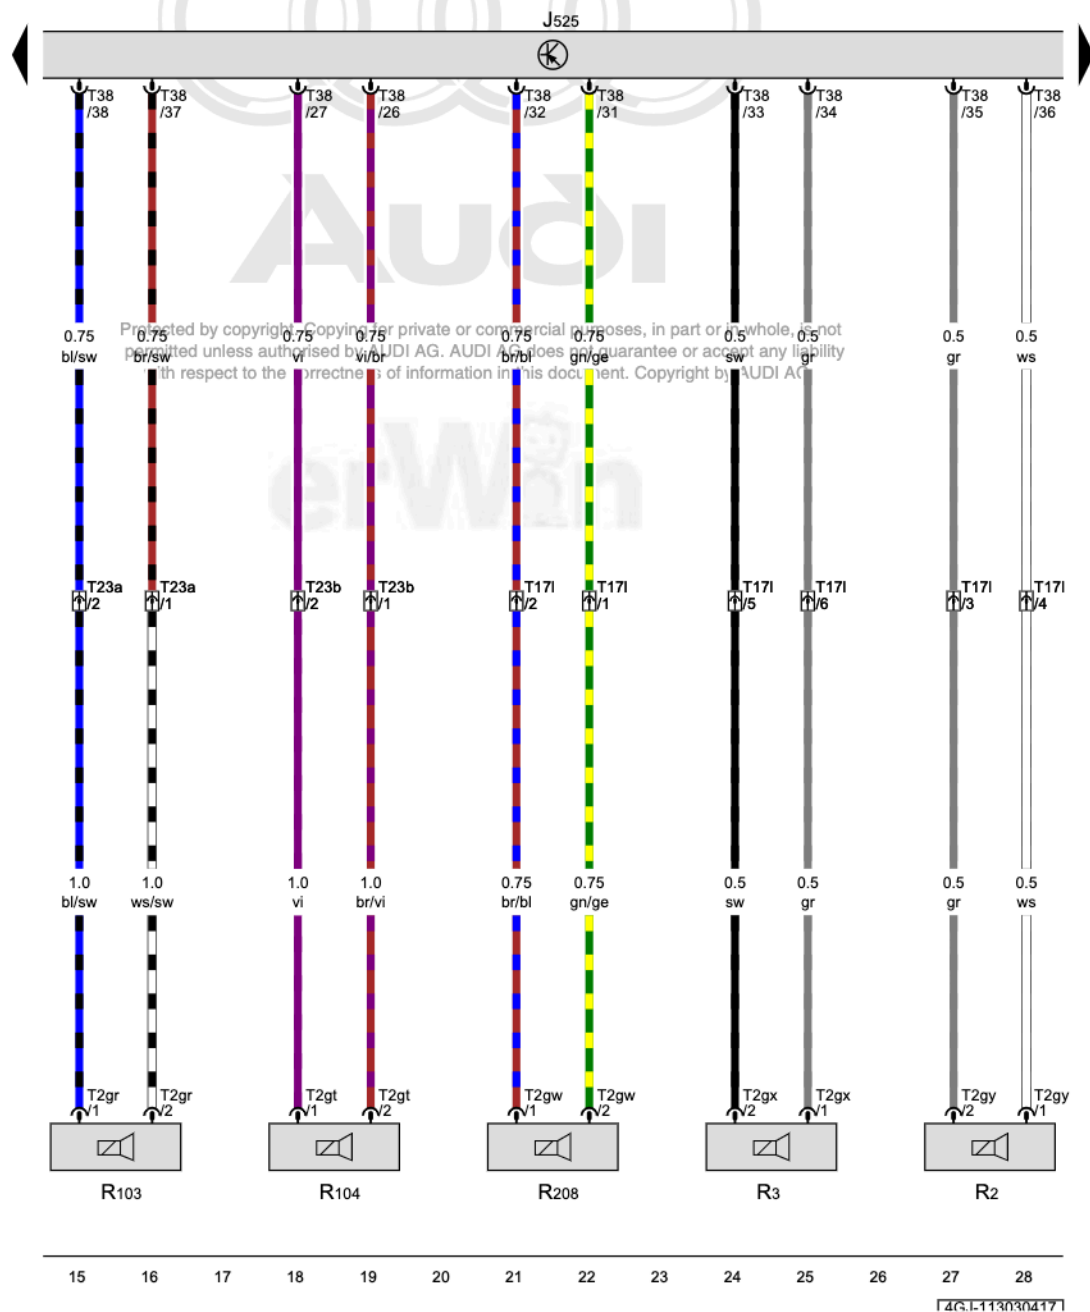 J525
T38 T38 T38 T38 T38 T38 T38 T38 T38 T38
/38 /37 /27 /26 /32 /31 /33 /34 /35 /36
Audi
Protected by copyright. Copying for private or commercial purposes, in part or in whole, is not
permitted unless authorised by AUDI AG. AUDI AG does not guarantee or accept any liability
with respect to the correctness of information in this document. Copyright by AUDI AG.
0.75 0.75 0.75 0.75 0.75 0.75 0.5 0.5 0.5 0.5
bl/sw br/sw vi vi/br br/bl gn/ge sw gr gr ws
erWin
T23a T23a T23b T23b T17l T17l T17l T17l T17l T17l
/2 /1 /2 /1 /2 /1 /5 /6 /3 /4
1.0 1.0 1.0 1.0 0.75 0.75 0.5 0.5 0.5 0.5
bl/sw ws/sw vi br/vi br/bl gn/ge sw gr gr ws
T2gr T2gr T2gt T2gt T2gw T2gw T2gx T2gx T2gy T2gy
/1 /2 /1 /2 /1 /2 /2 /1 /2 /1
R103 R104 R208 R3 R2
15 16 17 18 19 20 21 22 23 24 25 26 27 28
4GJ-113030417